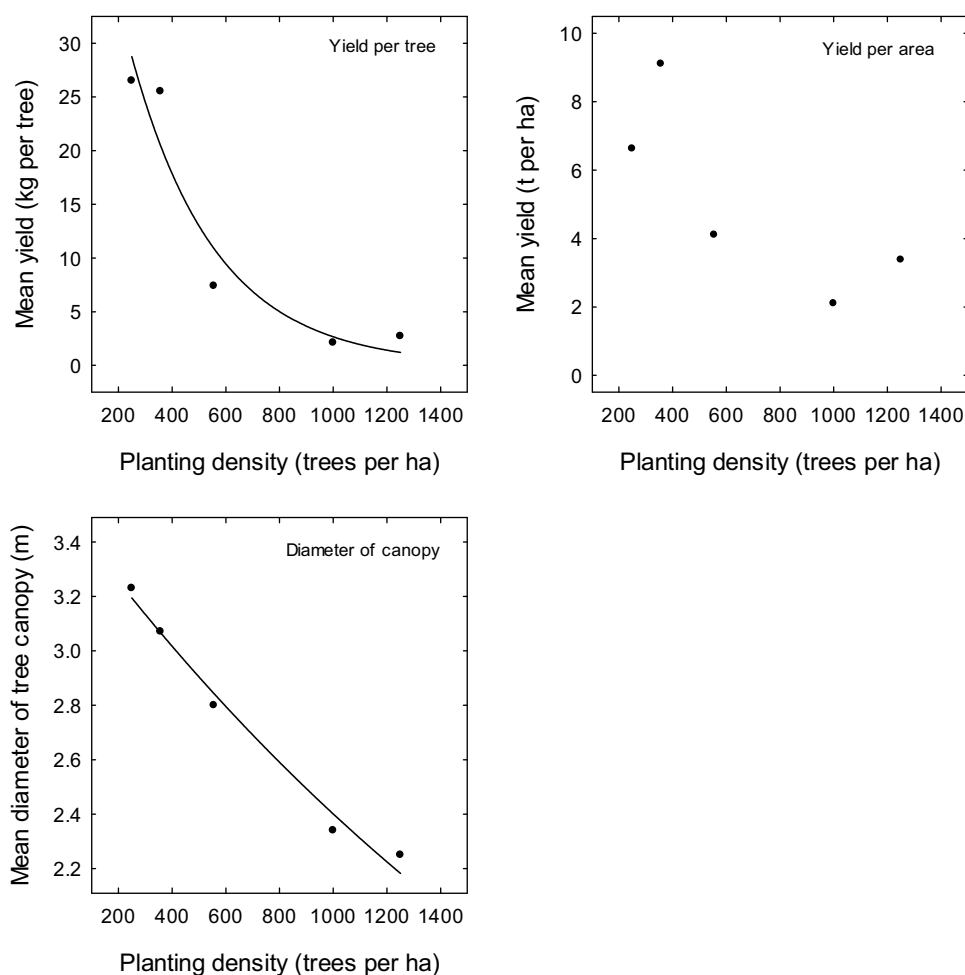 Yield per tree
Mean yield (kg per tree)
30
25
20
15
10
5
0
200 400 600 800 1000 1200 1400
Planting density (trees per ha)
Yield per area
Mean yield (t per ha)
10
8
6
4
2
0
200 400 600 800 1000 1200 1400
Planting density (trees per ha)
Diameter of canopy
Mean diameter of tree canopy (m)
3.4
3.2
3.0
2.8
2.6
2.4
2.2
200 400 600 800 1000 1200 1400
Planting density (trees per ha)